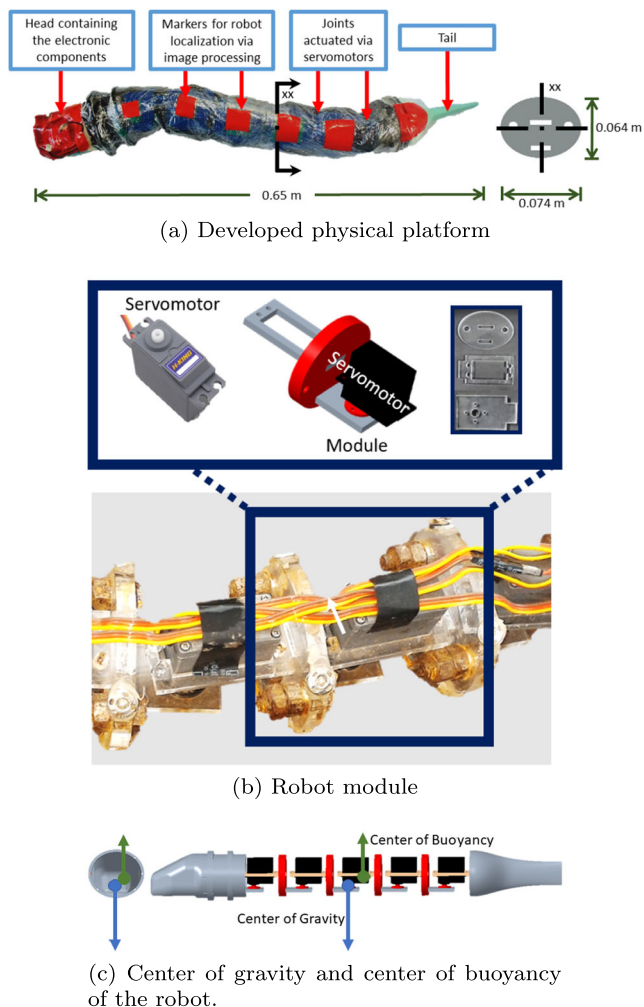 Head containing
the electronic
components
Markers for robot
localization via
image processing
Joints
actuated via
servomotors
Tail
xx
xx
0.064 m
0.65 m
0.074 m
(a) Developed physical platform
Servomotor
H-KING
Servomotor
Module
(b) Robot module
Center of Buoyancy
Center of Gravity
(c) Center of gravity and center of buoyancy
of the robot.